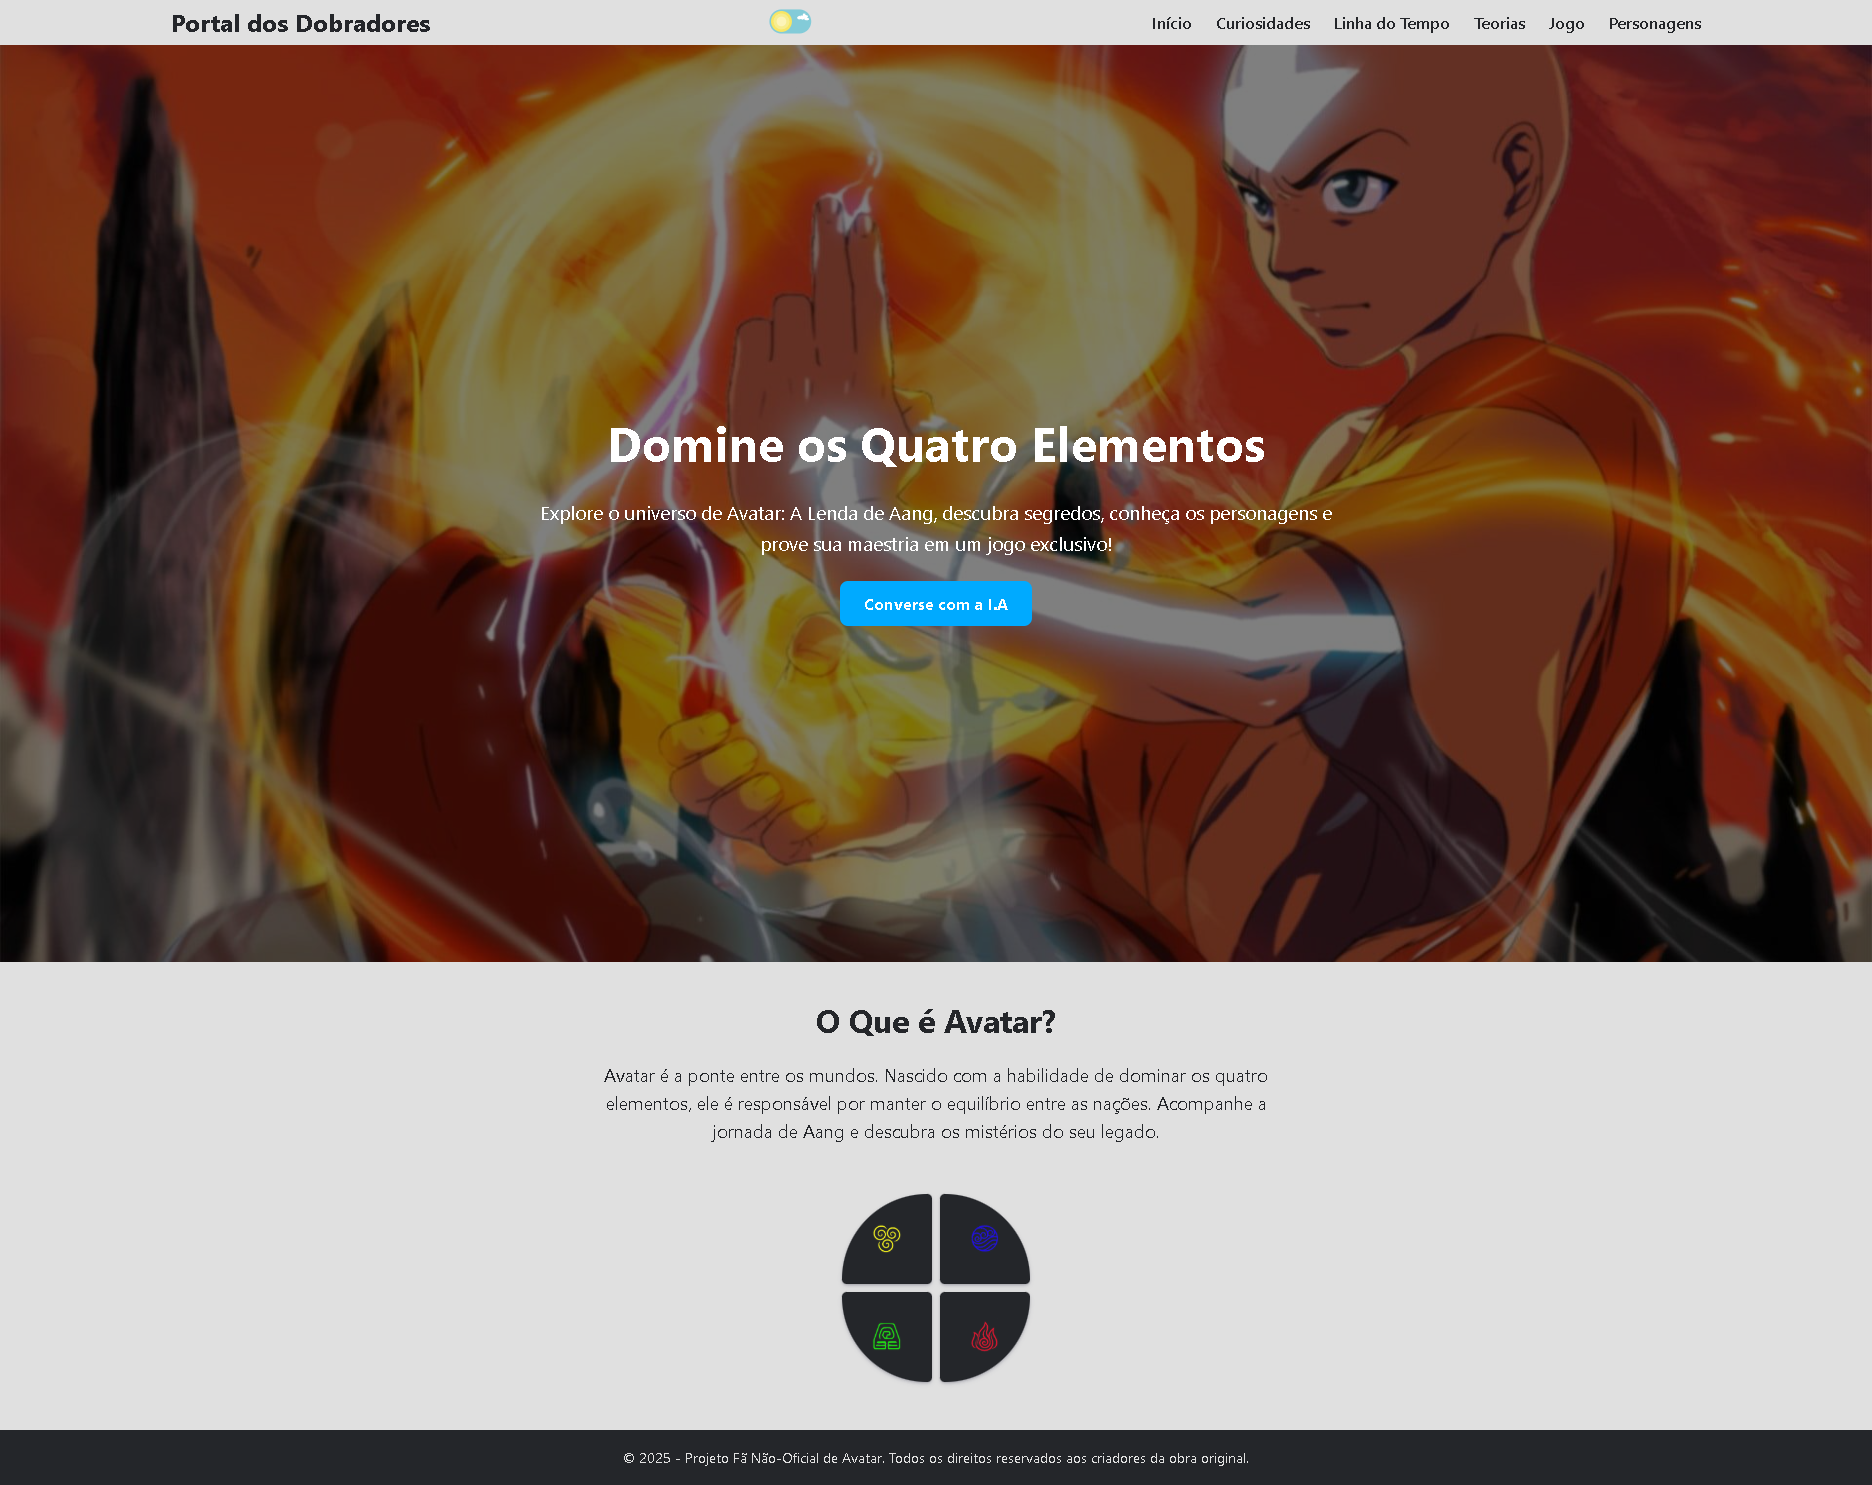 Portal dos Dobradores
Início Curiosidades Linha do Tempo Teorias Jogo Personagens
Domine os Quatro Elementos
Explore o universo de Avatar: A Lenda de Aang, descubra segredos, conheça os personagens e
prove sua maestria em um jogo exclusivo!
Converse com a I.A
O Que é Avatar?
Avatar é a ponte entre os mundos. Nascido com a habilidade de dominar os quatro
elementos, ele é responsável por manter o equilíbrio entre as nações. Acompanhe a
jornada de Aang e descubra os mistérios do seu legado.
© 2025 - Projeto Fã Não-Oficial de Avatar. Todos os direitos reservados aos criadores da obra original.